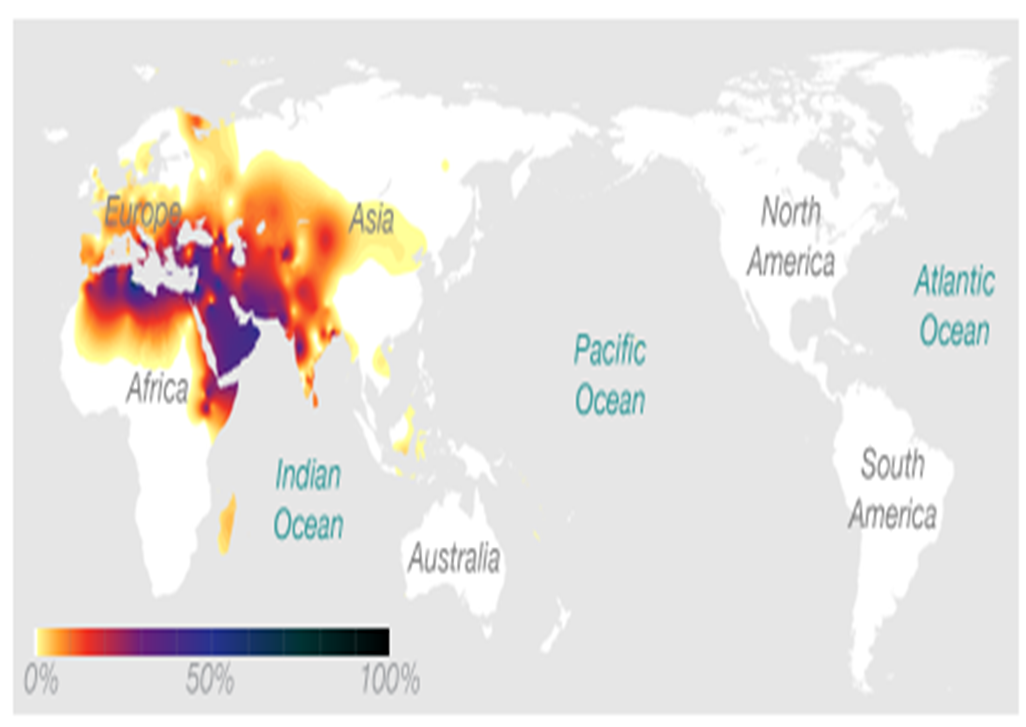 Europe
Asia
North
America
Atlantic
Ocean
Pacific
Ocean
Africa
Indian
Ocean
South
America
Australia
0%
50%
100%